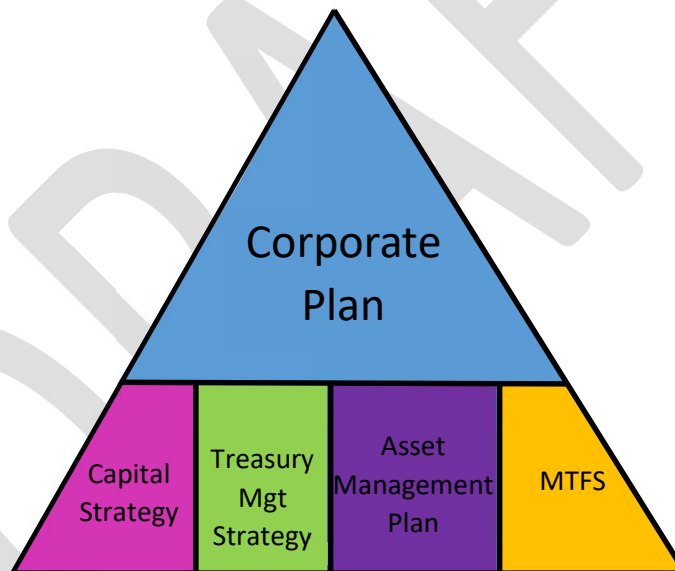 Corporate
Plan
Capital
Strategy
Treasury
Mgt
Strategy
Asset
Management
Plan
MTFS